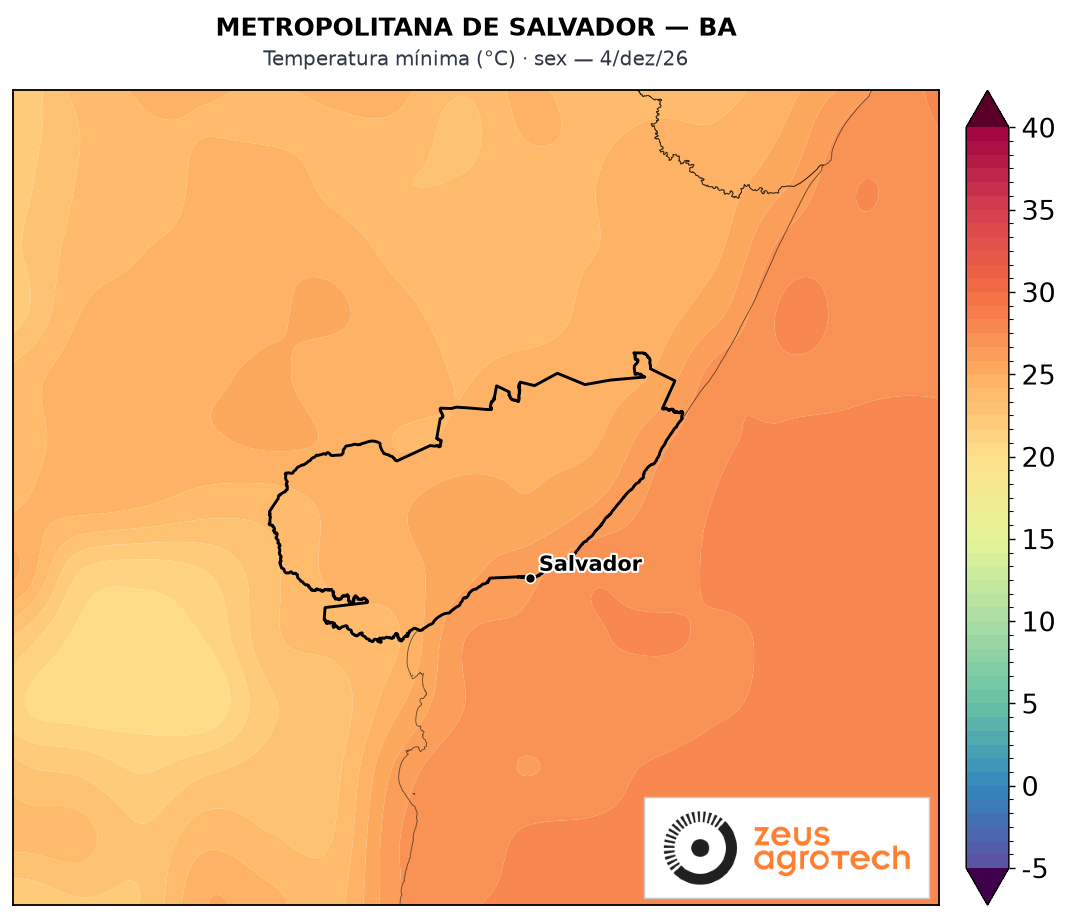 METROPOLITANA DE SALVADOR — BA
Temperatura mínima (°C) · sex — 4/dez/26
40
35
30
25
20
15
10
5
0
-5
Salvador
zeus
agrotech